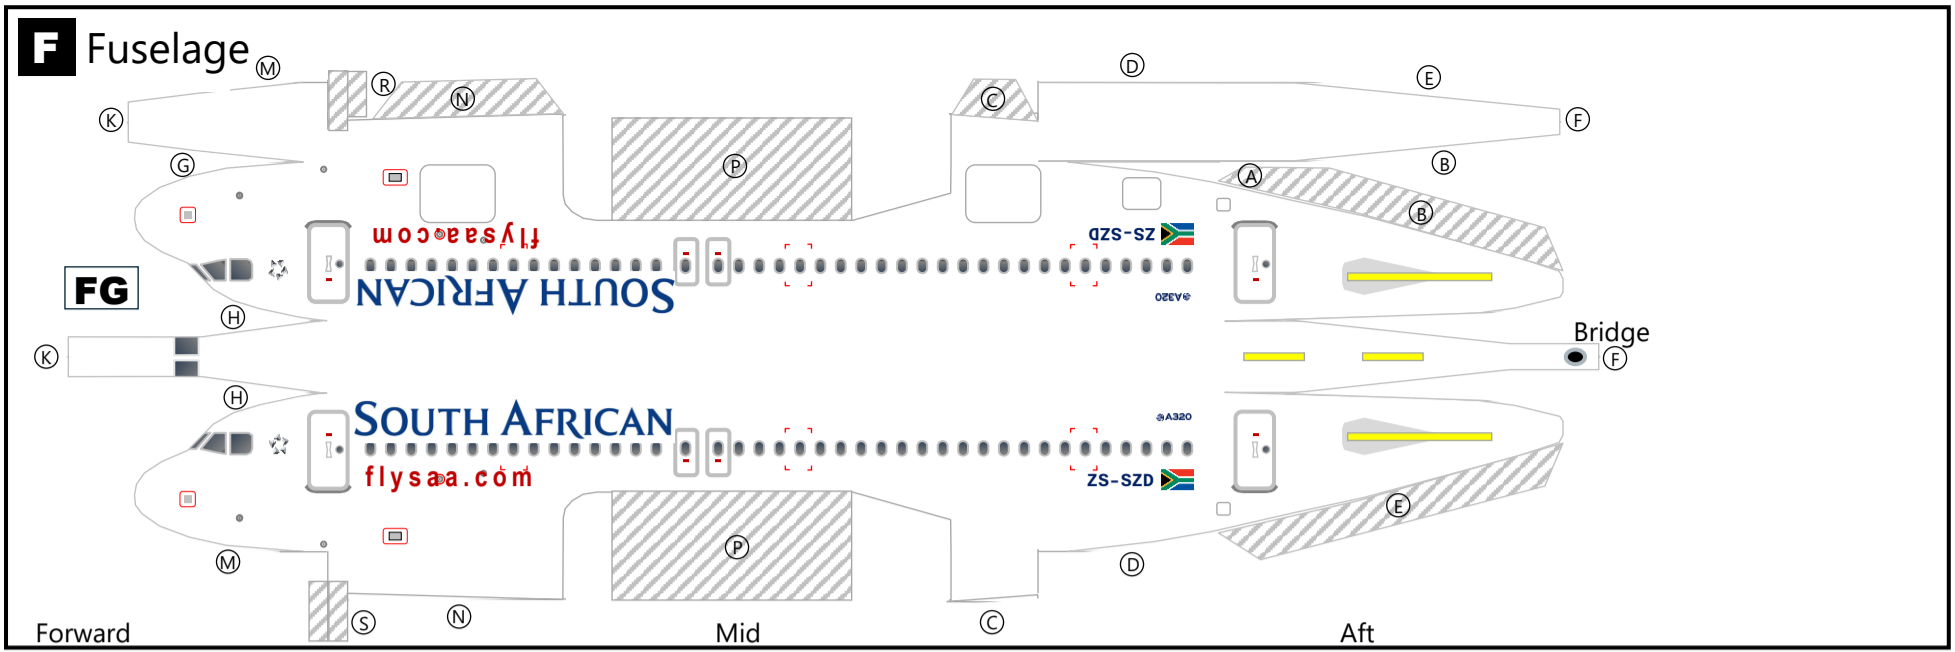 F Fuselage
M
R
N
C
D
E
K
F
G
P
A
B
B
flysaa.com
ZS-SZD
SOUTH AFRICAN
A320
FG
H
Bridge
K
F
H
SOUTH AFRICAN
A320
flysaa.com
ZS-SZD
E
P
M
D
S
N
C
Forward
Mid
Aft